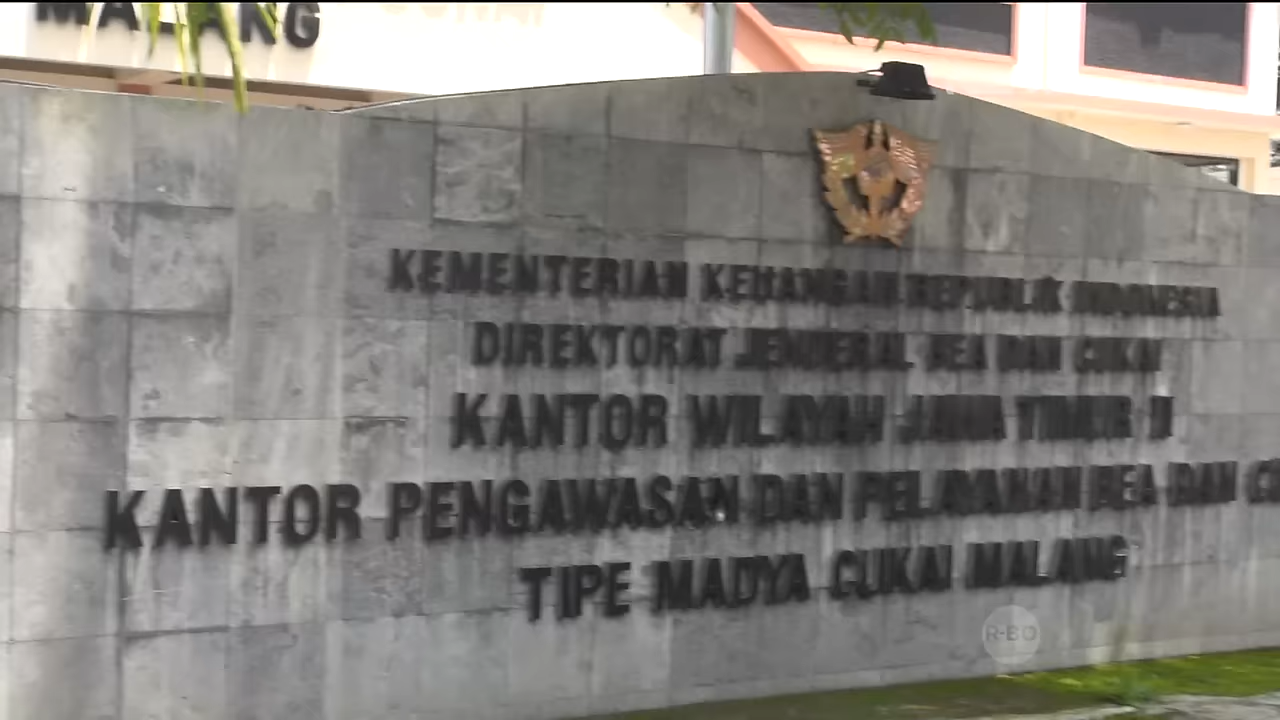 MALANG
KEMENTERIAN KEUANGAN REPUBLIK INDONESIA
DIREKTORAT JENDERAL BEA DAN CUKAI
KANTOR WILAYAH JAWA TIMUR II
KANTOR PENGAWASAN DAN PELAYANAN BEA DAN
TIPE MADYA CUKAI MALANG
R-BO